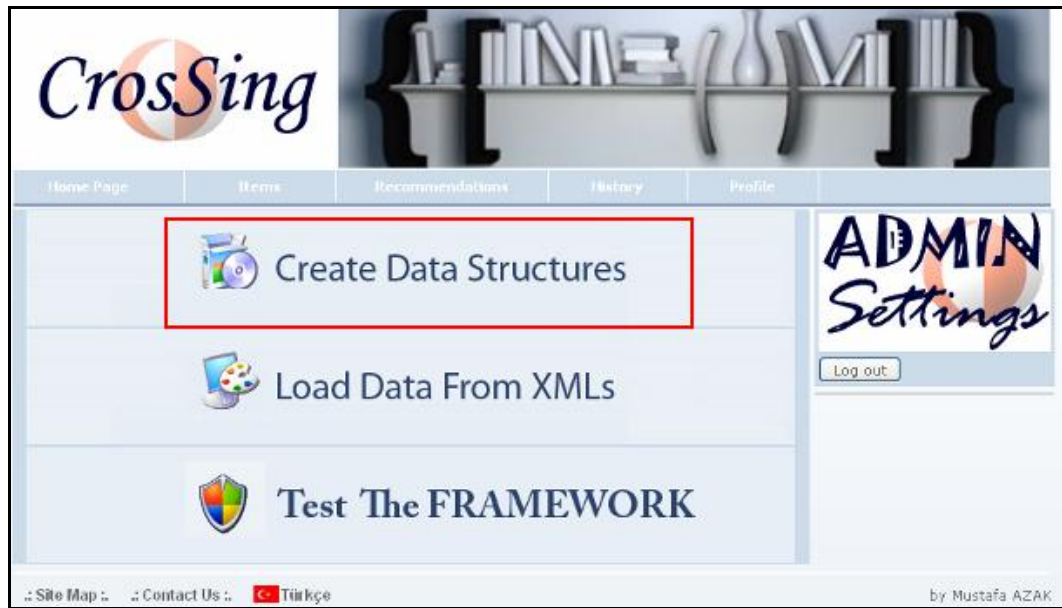 CrosSing
Home Page Items Recommendations History Profile
Create Data Structures
ADMIN
Settings
Load Data From XMLs
Log out
Test The FRAMEWORK
.: Site Map :. .: Contact Us :. Türkçe by Mustafa AZAK